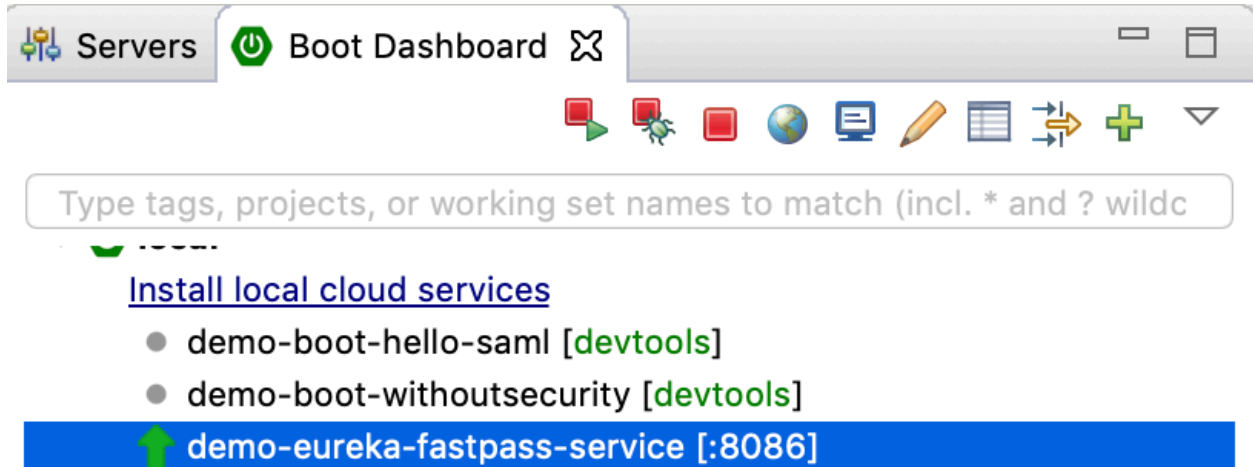 Servers
Boot Dashboard
Type tags, projects, or working set names to match (incl. * and ? wildc
Install local cloud services
demo-boot-hello-saml [devtools]
demo-boot-withoutsecurity [devtools]
demo-eureka-fastpass-service [:8086]